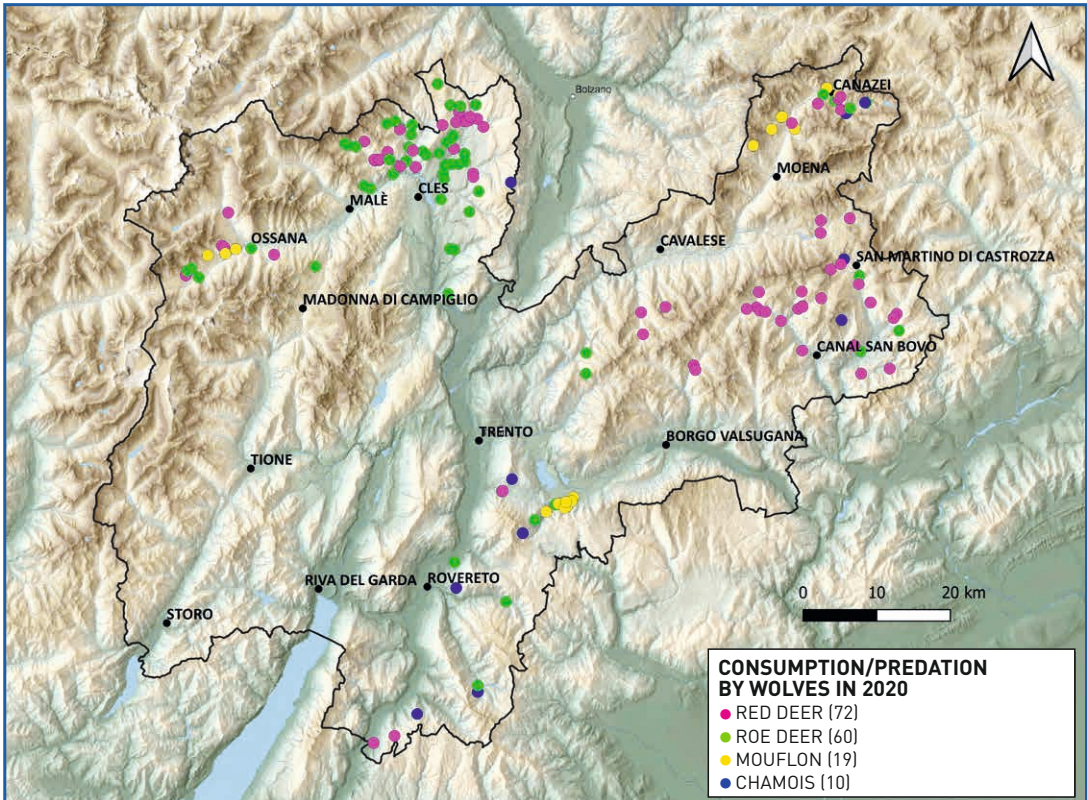 Bolzano
CANAZEI
MOENA
CLES
MALÈ
CAVALESE
OSSANA
SAN MARTINO DI CASTROZZA
MADONNA DI CAMPIGLIO
CANAL SAN BOVO
TRENTO
BORGO VALSUGANA
TIONE
RIVA DEL GARDA
ROVERETO
STORO
0 10 20 km
CONSUMPTION/PREDATION
BY WOLVES IN 2020
RED DEER (72)
ROE DEER (60)
MOUFLON (19)
CHAMOIS (10)